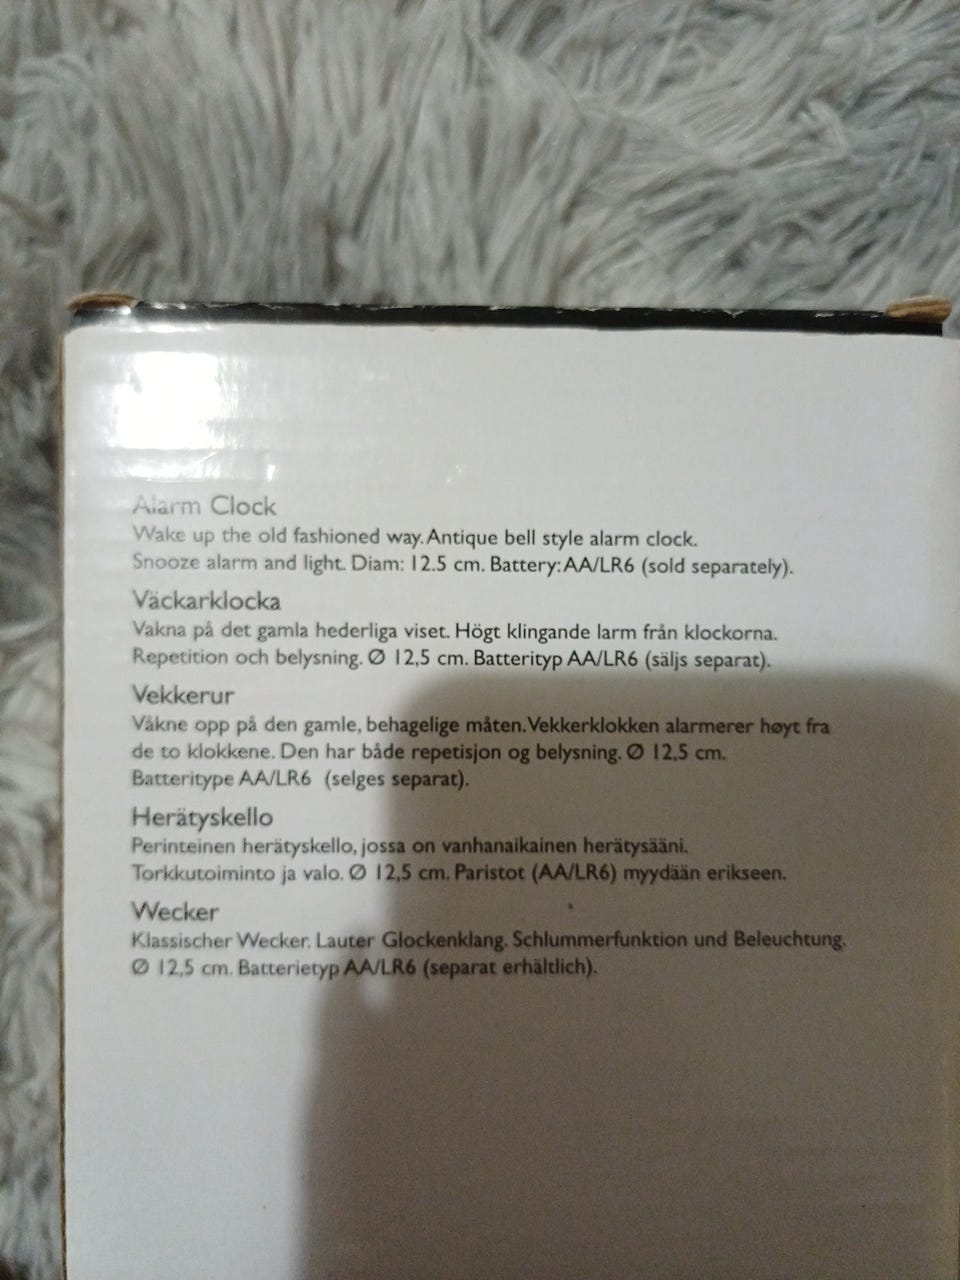 Alarm Clock
Wake up the old fashioned way. Antique bell style alarm clock.
Snooze alarm and light. Diam: 12.5 cm. Battery: AA/LR6 (sold separately).
Väckarklocka
Vakna på det gamla hederliga viset. Högt klingande larm från klockorna.
Repetition och belysning. Ø 12,5 cm. Batterityp AA/LR6 (säljs separat).
Vekkerur
Våkne opp på den gamle, behagelige måten. Vekkerklokken alarmerer høyt fra
de to klokkene. Den har både repetisjon og belysning. Ø 12,5 cm.
Batteritype AA/LR6 (selges separat).
Herätyskello
Perinteinen herätyskello, jossa on vanhanaikainen herätysääni.
Torkkutoiminto ja valo. Ø 12,5 cm. Paristot (AA/LR6) myydään erikseen.
Wecker
Klassischer Wecker. Lauter Glockenklang. Schlummerfunktion und Beleuchtung.
Ø 12,5 cm. Batterietyp AA/LR6 (separat erhältlich).